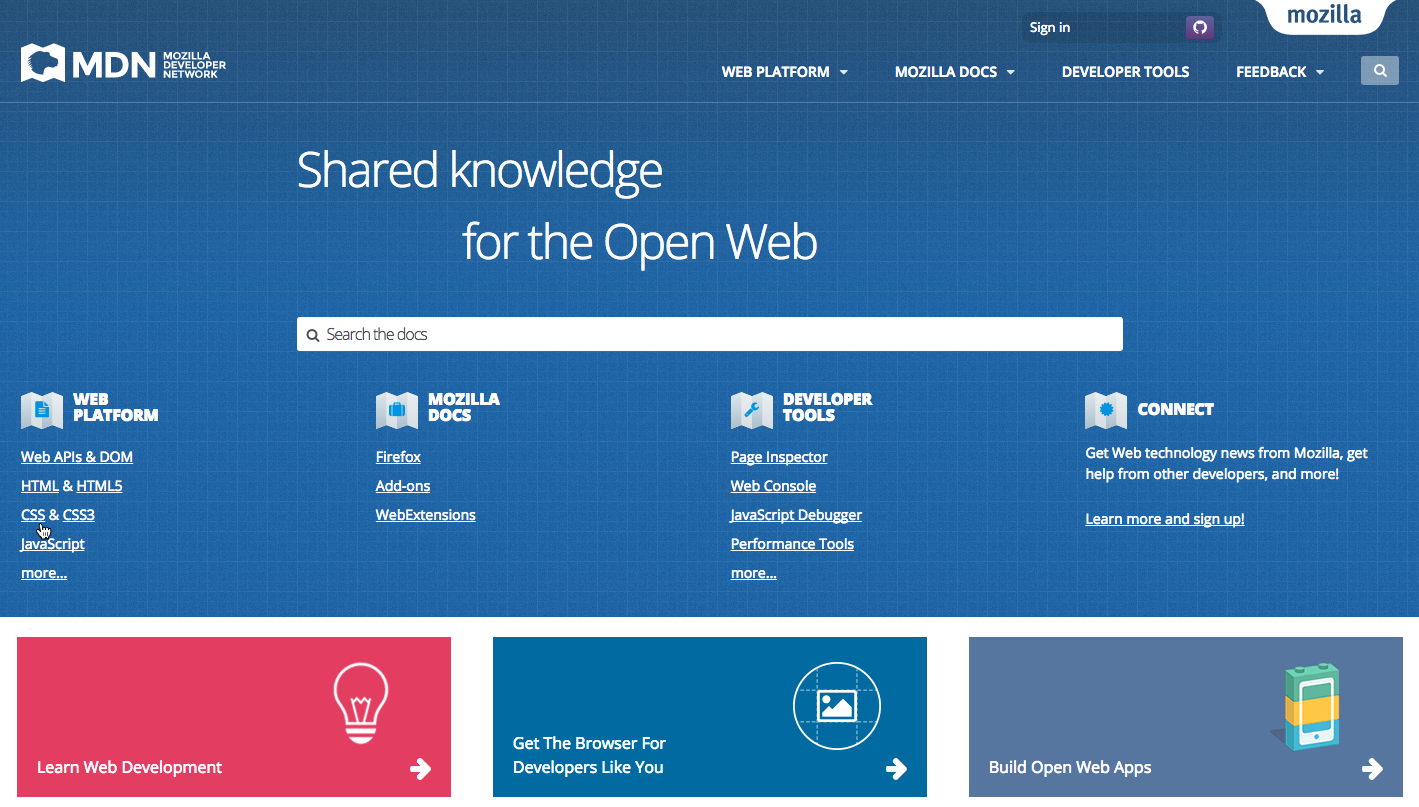 mozilla
Sign in
MDN MOZILLA
DEVELOPER
NETWORK
WEB PLATFORM MOZILLA DOCS DEVELOPER TOOLS FEEDBACK
Shared knowledge
for the Open Web
Search the docs
WEB
PLATFORM
Web APIs & DOM
HTML & HTML5
CSS & CSS3
JavaScript
more...
MOZILLA
DOCS
Firefox
Add-ons
WebExtensions
DEVELOPER
TOOLS
Page Inspector
Web Console
JavaScript Debugger
Performance Tools
more...
CONNECT
Get Web technology news from Mozilla, get
help from other developers, and more!
Learn more and sign up!
Learn Web Development
Get The Browser For
Developers Like You
Build Open Web Apps